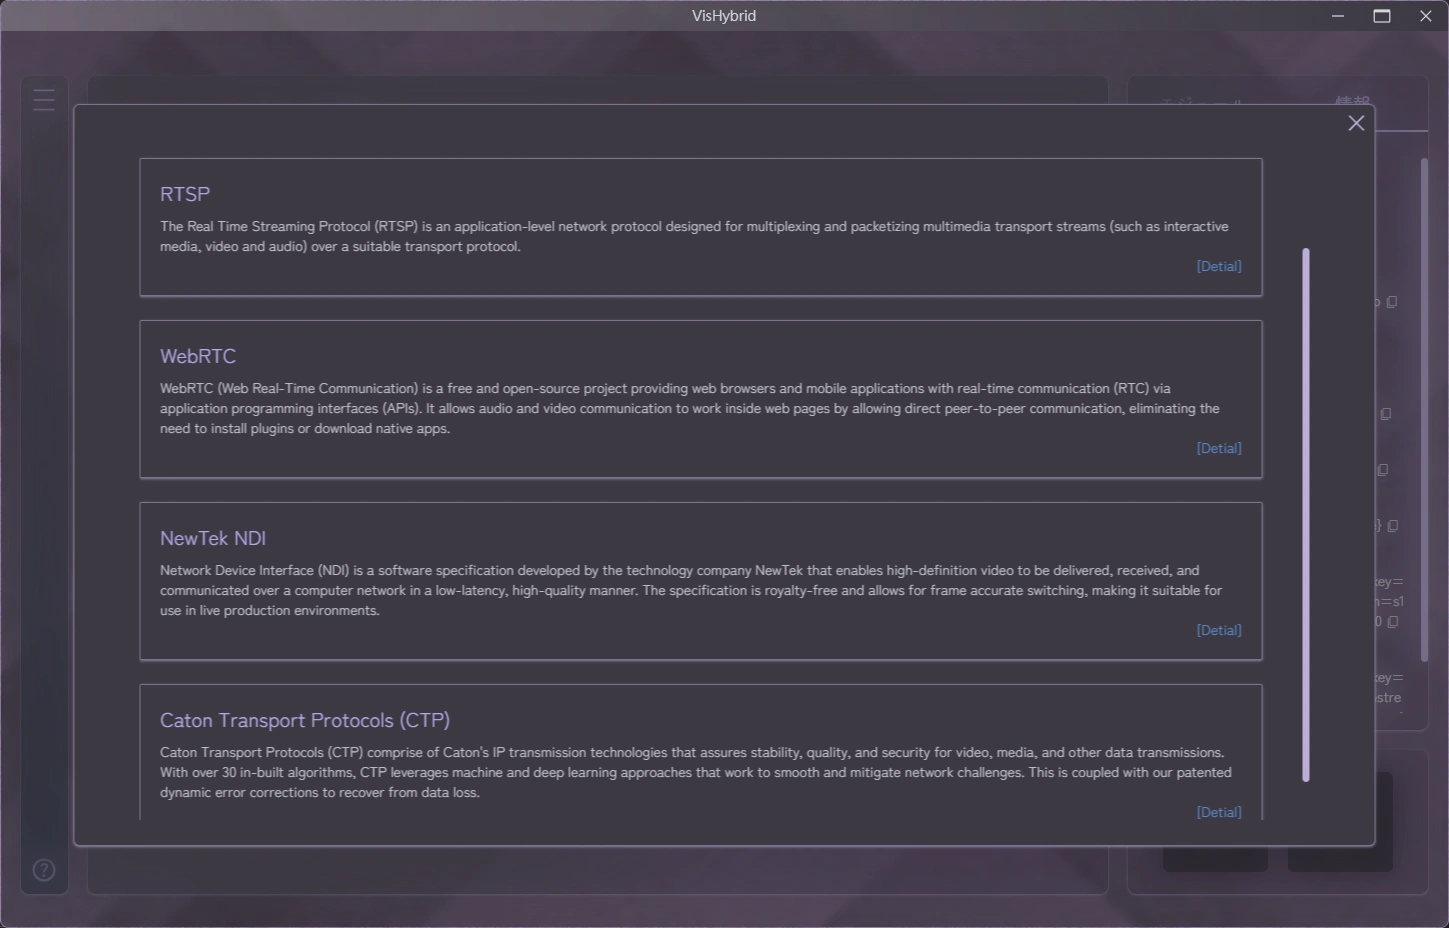 VisHybrid
情報
RTSP
The Real Time Streaming Protocol (RTSP) is an application-level network protocol designed for multiplexing and packetizing multimedia transport streams (such as interactive
media, video and audio) over a suitable transport protocol.
[Detial]
WebRTC
WebRTC (Web Real-Time Communication) is a free and open-source project providing web browsers and mobile applications with real-time communication (RTC) via
application programming interfaces (APIs). It allows audio and video communication to work inside web pages by allowing direct peer-to-peer communication, eliminating the
need to install plugins or download native apps.
[Detial]
NewTek NDI
Network Device Interface (NDI) is a software specification developed by the technology company NewTek that enables high-definition video to be delivered, received, and
communicated over a computer network in a low-latency, high-quality manner. The specification is royalty-free and allows for frame accurate switching, making it suitable for
use in live production environments.
[Detial]
Caton Transport Protocols (CTP)
Caton Transport Protocols (CTP) comprise of Caton's IP transmission technologies that assures stability, quality, and security for video, media, and other data transmissions.
With over 30 in-built algorithms, CTP leverages machine and deep learning approaches that work to smooth and mitigate network challenges. This is coupled with our patented
dynamic error corrections to recover from data loss.
[Detial]